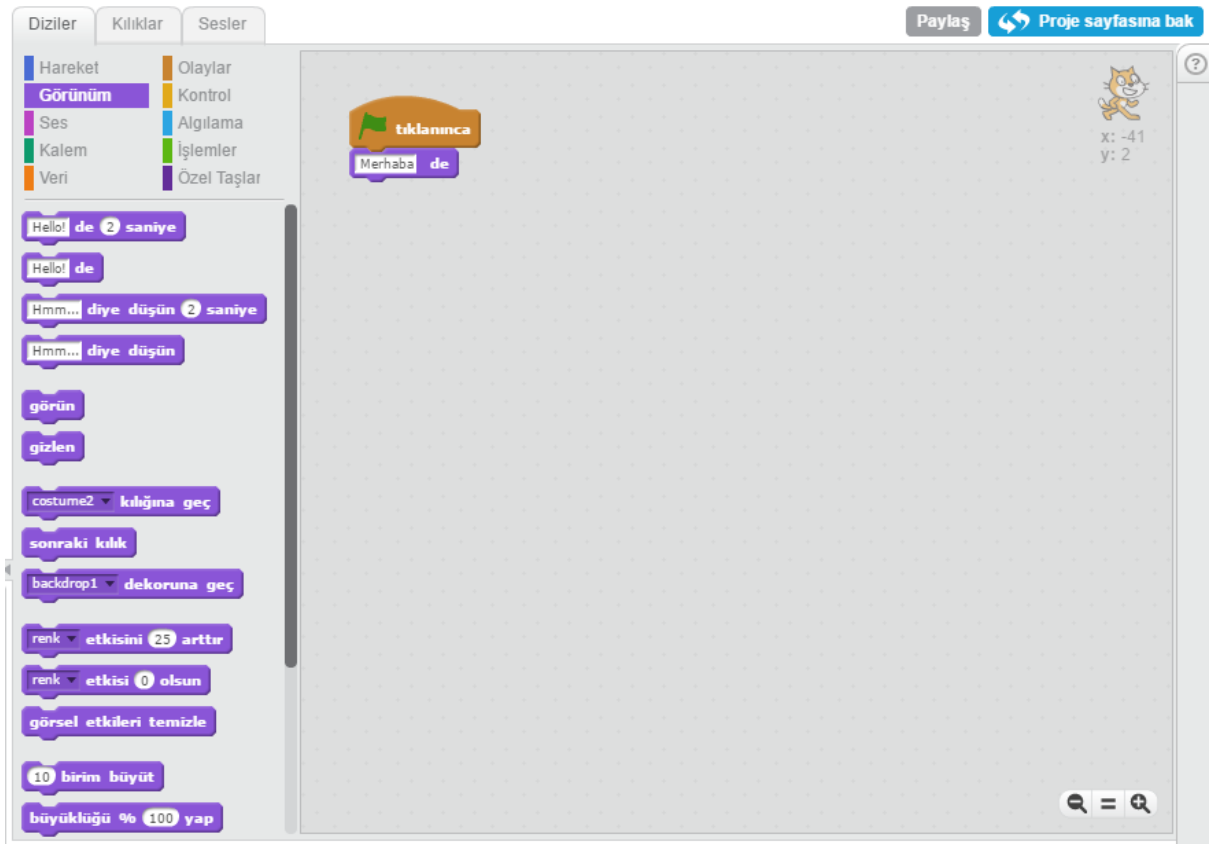 Diziler Kılıklar Sesler Paylaş Proje sayfasına bak
Hareket Olaylar
Görünüm Kontrol
Ses Algılama
Kalem İşlemler
Veri Özel Taşlar
Hello! de 2 saniye
Hello! de
Hmm... diye düşün 2 saniye
Hmm... diye düşün
görün
gizlen
costume2 kılığına geç
sonraki kılık
backdrop1 dekoruna geç
renk etkisini 25 arttır
renk etkisi 0 olsun
görsel etkileri temizle
10 birim büyüt
büyüklüğü % 100 yap
tıklanınca
Merhaba de
x: -41
y: 2
?